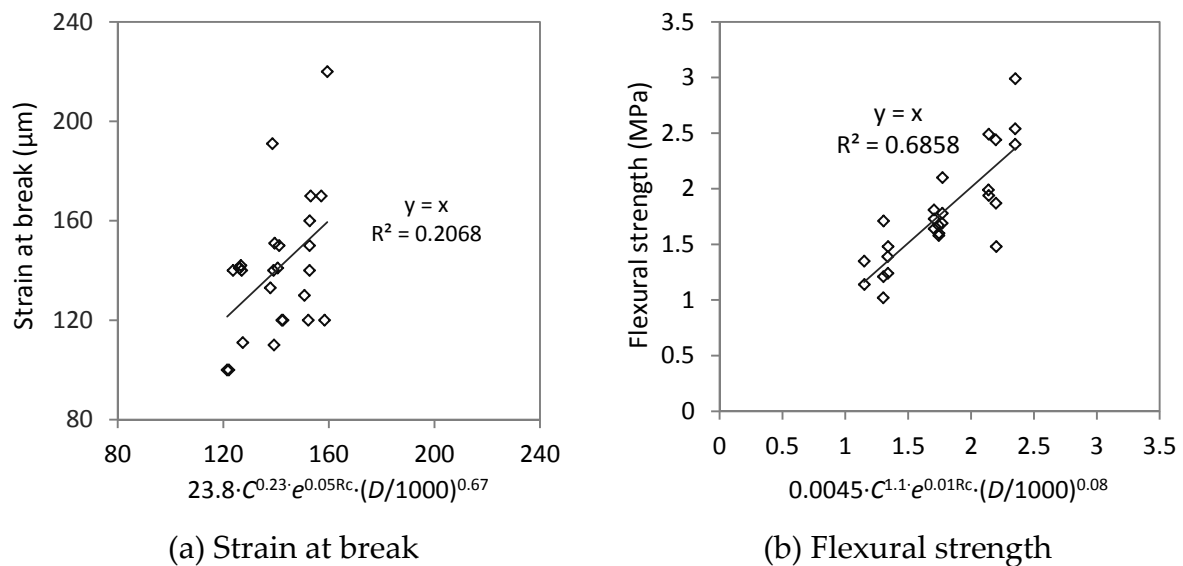 240
200
160
120
80
Strain at break (µm)
y = x
R² = 0.2068
80 120 160 200 240
23.8·C^0.23·e^0.05Rc·(D/1000)^0.67
(a) Strain at break
3.5
3
2.5
2
1.5
1
0.5
0
Flexural strength (MPa)
y = x
R² = 0.6858
0 0.5 1 1.5 2 2.5 3 3.5
0.0045·C^1.1·e^0.01Rc·(D/1000)^0.08
(b) Flexural strength